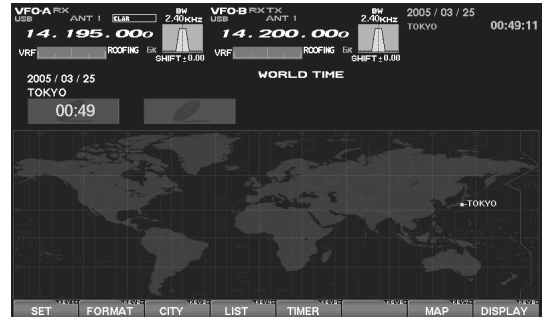 VFO-A RX
USB ANT 1 CLAR
BW
2.40KHZ
14. 195. 000
VRF ROOFING 6K
SHIFT ± 0.00
VFO-B RX TX
USB ANT 1
BW
2.40KHZ
14. 200. 000
VRF ROOFING 6K
SHIFT ± 0.00
2005 / 03 / 25
TOKYO 00:49:11
WORLD TIME
2005 / 03 / 25
TOKYO
00:49
TOKYO
SET FORMAT CITY LIST TIMER MAP DISPLAY